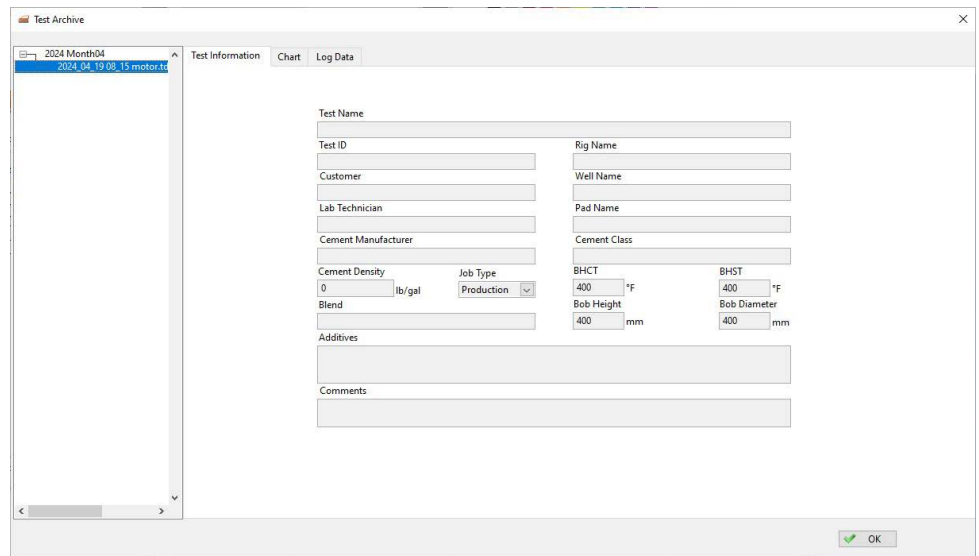 Test Archive
2024 Month04
2024_04_19 08_15 motor.td
Test Information Chart Log Data
Test Name
Test ID Rig Name
Customer Well Name
Lab Technician Pad Name
Cement Manufacturer Cement Class
Cement Density Job Type BHCT BHST
0 lb/gal Production 400 °F 400 °F
Blend Bob Height Bob Diameter
400 mm 400 mm
Additives
Comments
OK